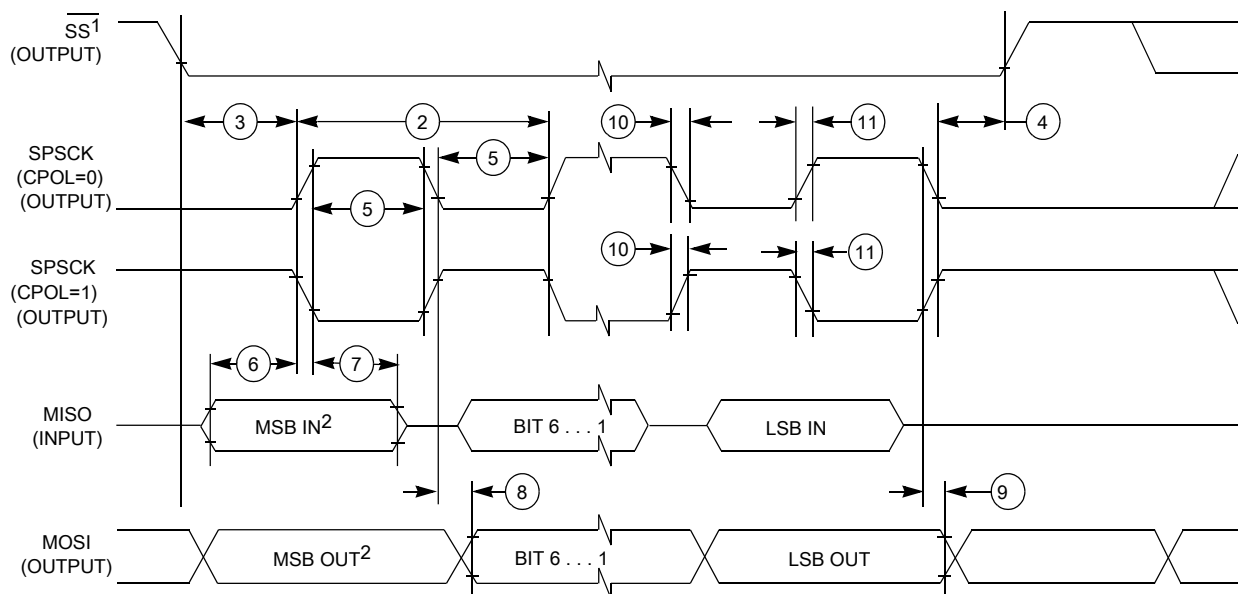 SS1
(OUTPUT)
3
2
10
11
4
SPSCK
(CPOL=0)
(OUTPUT)
5
5
SPSCK
(CPOL=1)
(OUTPUT)
10
11
6
7
MISO
(INPUT)
MSB IN2
BIT 6 . . . 1
LSB IN
8
9
MOSI
(OUTPUT)
MSB OUT2
BIT 6 . . . 1
LSB OUT